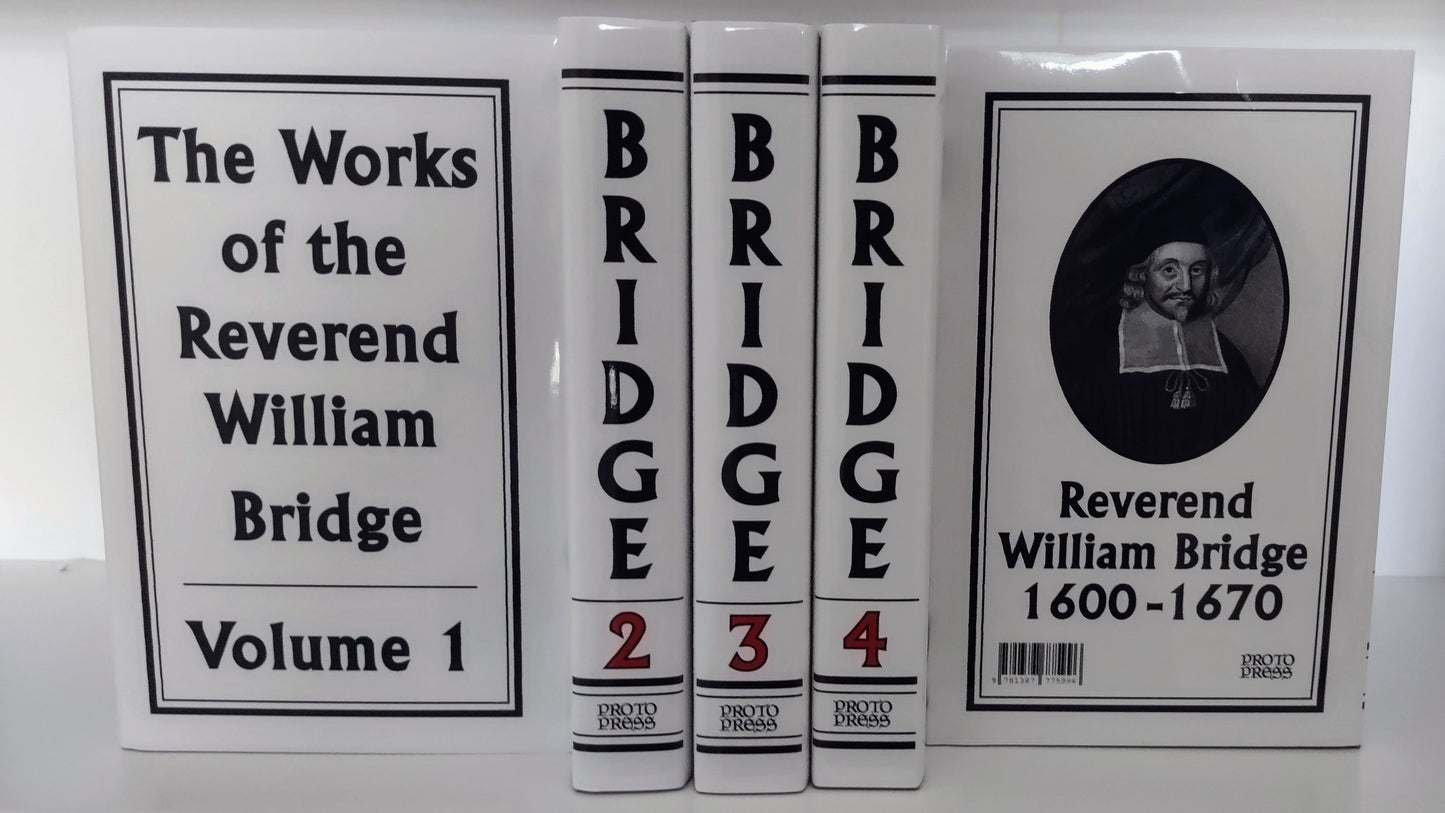 The Works
of the
Reverend
William
Bridge
Volume 1
BRIDGE
2
PROTO
PRESS
BRIDGE
3
PROTO
PRESS
BRIDGE
4
PROTO
PRESS
Reverend
William Bridge
1600-1670
PROTO
PRESS